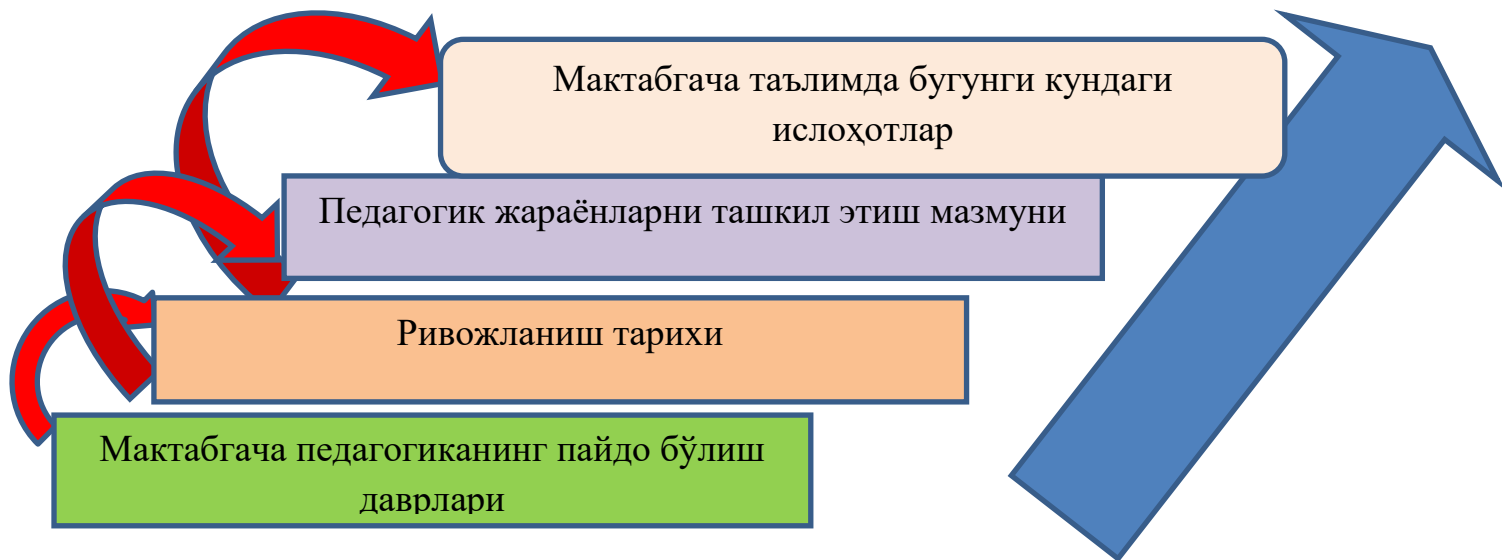 Мактабгача таълимда бугунги кундаги
ислоҳотлар
Педагогик жараёнларни ташкил этиш мазмуни
Ривожланиш тарихи
Мактабгача педагогиканинг пайдо бўлиш
даврлари